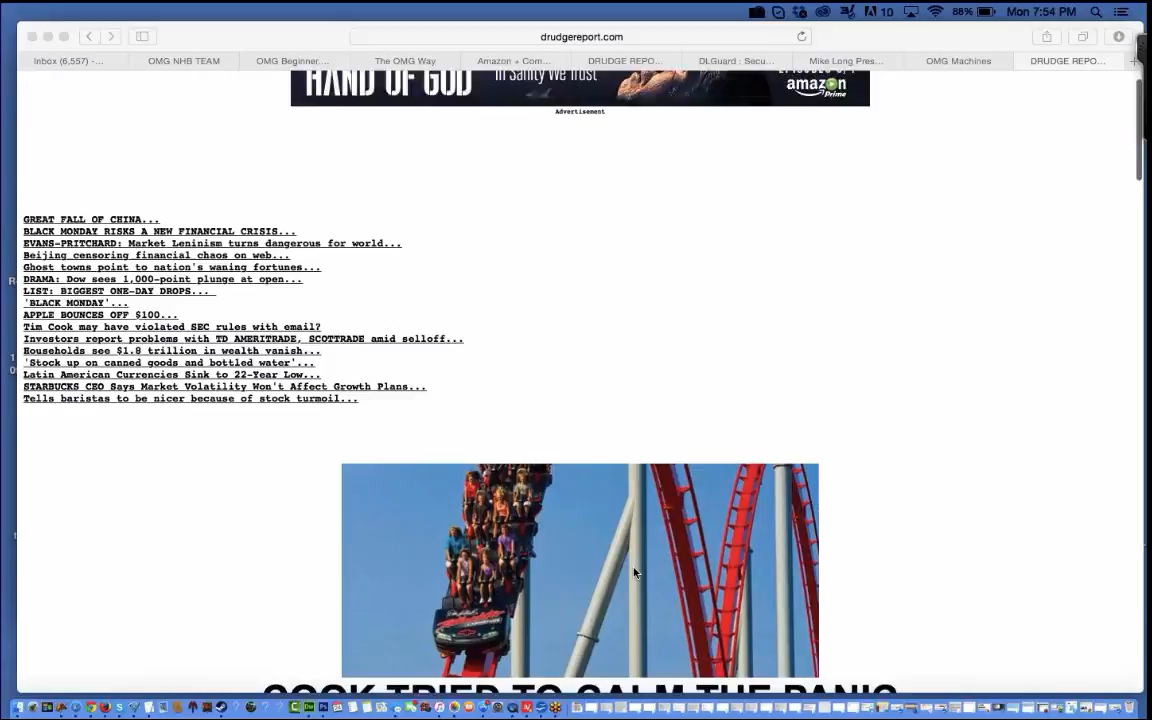 10
88%
Mon 7:54 PM
drudgereport.com
Inbox (6,557) -...
OMG NHB TEAM
OMG Beginner....
The OMG Way
Amazon + Com...
DRUDGE REPO...
DLGuard : Secu...
Mike Long Pres...
OMG Machines
DRUDGE REPO...
HAND OF GOD
In Sanity We Trust
amazon
Prime
Advertisement
GREAT FALL OF CHINA...
BLACK MONDAY RISKS A NEW FINANCIAL CRISIS...
EVANS-PRITCHARD: Market Leninism turns dangerous for world...
Beijing censoring financial chaos on web...
Ghost towns point to nation's waning fortunes...
DRAMA: Dow sees 1,000-point plunge at open...
LIST: BIGGEST ONE-DAY DROPS...
'BLACK MONDAY'...
APPLE BOUNCES OFF $100...
Tim Cook may have violated SEC rules with email?
Investors report problems with TD AMERITRADE, SCOTTRADE amid selloff...
Households see $1.8 trillion in wealth vanish...
'Stock up on canned goods and bottled water'...
Latin American Currencies Sink to 22-Year Low...
STARBUCKS CEO Says Market Volatility Won't Affect Growth Plans...
Tells baristas to be nicer because of stock turmoil...
COOK TRIED TO CALM THE PANIC